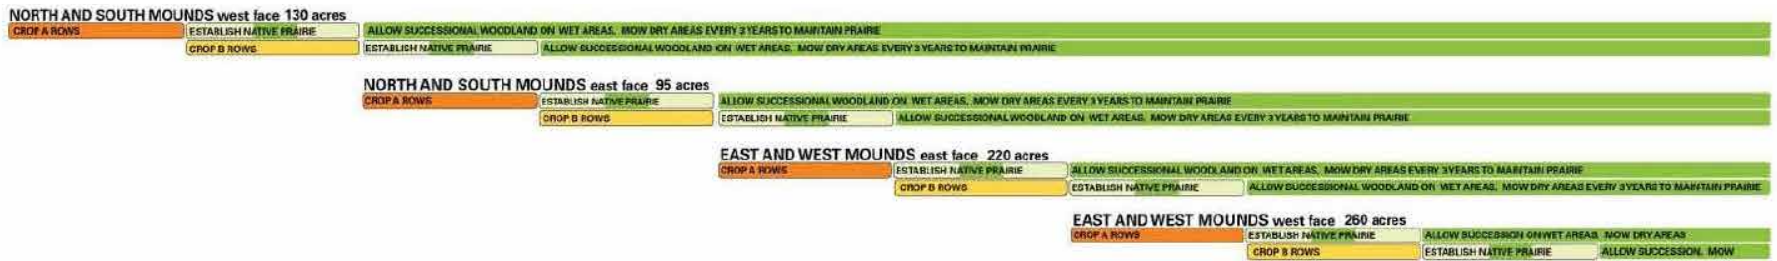 NORTH AND SOUTH MOUNDS west face 130 acres
CROP A ROWS ESTABLISH NATIVE PRAIRIE ALLOW SUCCESSIONAL WOODLAND ON WET AREAS. MOW DRY AREAS EVERY 3 YEARS TO MAINTAIN PRAIRIE
CROP B ROWS ESTABLISH NATIVE PRAIRIE ALLOW SUCCESSIONAL WOODLAND ON WET AREAS. MOW DRY AREAS EVERY 3 YEARS TO MAINTAIN PRAIRIE
NORTH AND SOUTH MOUNDS east face 95 acres
CROP A ROWS ESTABLISH NATIVE PRAIRIE ALLOW SUCCESSIONAL WOODLAND ON WET AREAS. MOW DRY AREAS EVERY 3 YEARS TO MAINTAIN PRAIRIE
CROP B ROWS ESTABLISH NATIVE PRAIRIE ALLOW SUCCESSIONAL WOODLAND ON WET AREAS. MOW DRY AREAS EVERY 3 YEARS TO MAINTAIN PRAIRIE
EAST AND WEST MOUNDS east face 220 acres
CROP A ROWS ESTABLISH NATIVE PRAIRIE ALLOW SUCCESSIONAL WOODLAND ON WET AREAS. MOW DRY AREAS EVERY 3 YEARS TO MAINTAIN PRAIRIE
CROP B ROWS ESTABLISH NATIVE PRAIRIE ALLOW SUCCESSIONAL WOODLAND ON WET AREAS. MOW DRY AREAS EVERY 3 YEARS TO MAINTAIN PRAIRIE
EAST AND WEST MOUNDS west face 260 acres
CROP A ROWS ESTABLISH NATIVE PRAIRIE ALLOW SUCCESSION ON WET AREAS. MOW DRY AREAS
CROP B ROWS ESTABLISH NATIVE PRAIRIE ALLOW SUCCESSION. MOW